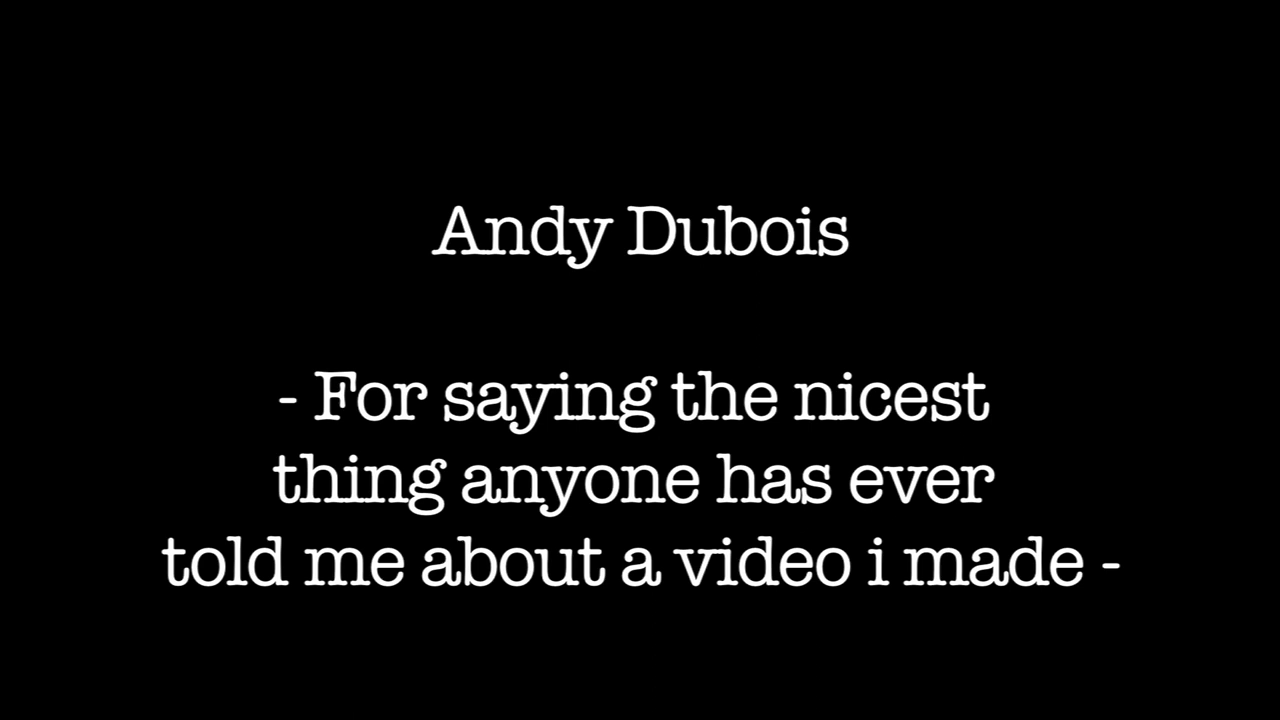 Andy Dubois
- For saying the nicest
thing anyone has ever
told me about a video i made -